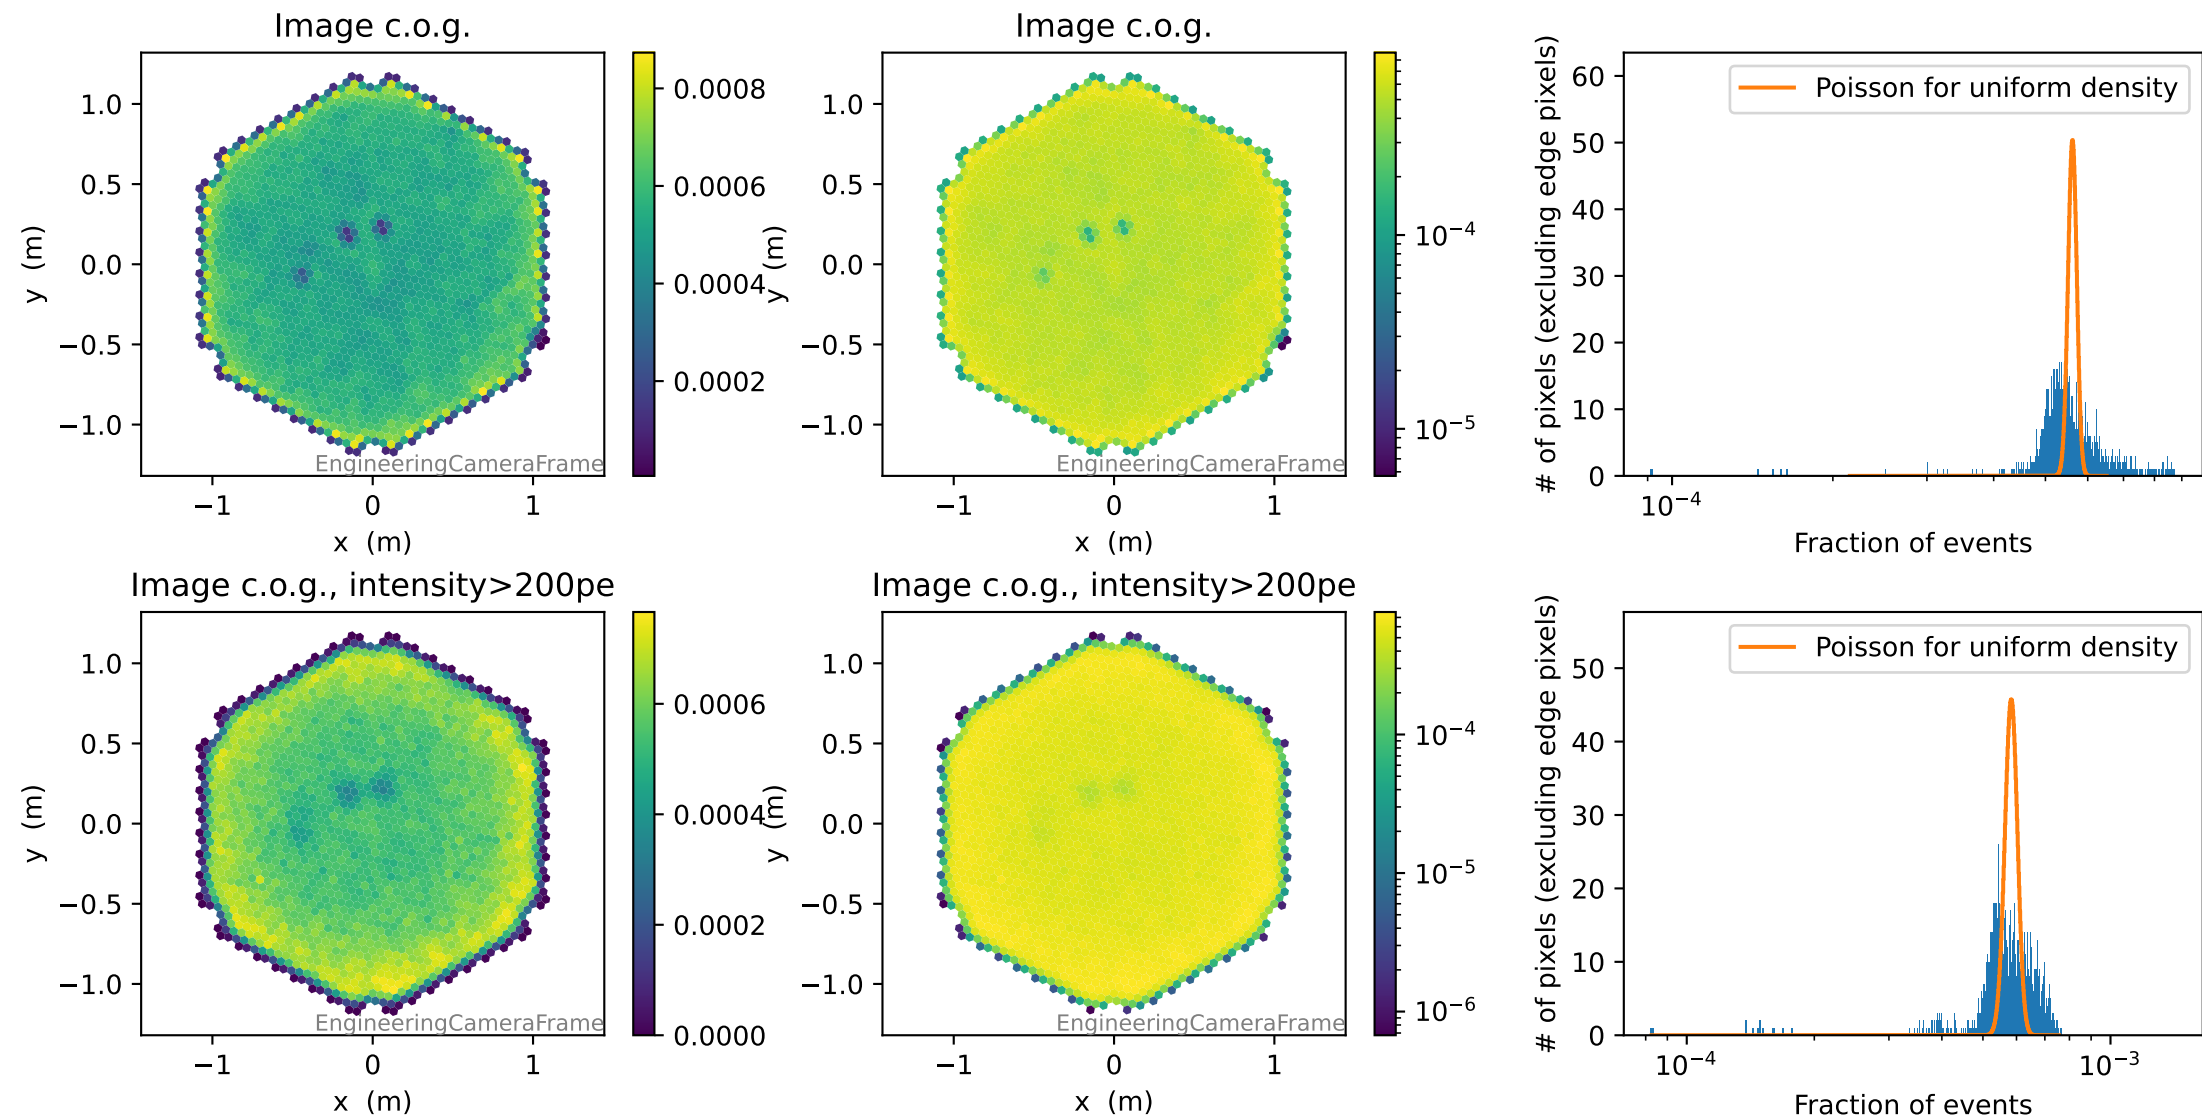 Image c.o.g.
Image c.o.g.
1.0
0.5
0.0
−0.5
−1.0
y (m)
−1
0
1
x (m)
EngineeringCameraFrame
0.0008
0.0006
0.0004
0.0002
1.0
0.5
0.0
−0.5
−1.0
y (m)
−1
0
1
x (m)
EngineeringCameraFrame
10⁻⁴
10⁻⁵
Poisson for uniform density
60
50
40
30
20
10
0
# of pixels (excluding edge pixels)
10⁻⁴
Fraction of events
Image c.o.g., intensity>200pe
Image c.o.g., intensity>200pe
1.0
0.5
0.0
−0.5
−1.0
y (m)
−1
0
1
x (m)
EngineeringCameraFrame
0.0006
0.0004
0.0002
0.0000
1.0
0.5
0.0
−0.5
−1.0
y (m)
−1
0
1
x (m)
EngineeringCameraFrame
10⁻⁴
10⁻⁵
10⁻⁶
Poisson for uniform density
50
40
30
20
10
0
# of pixels (excluding edge pixels)
10⁻⁴
10⁻³
Fraction of events